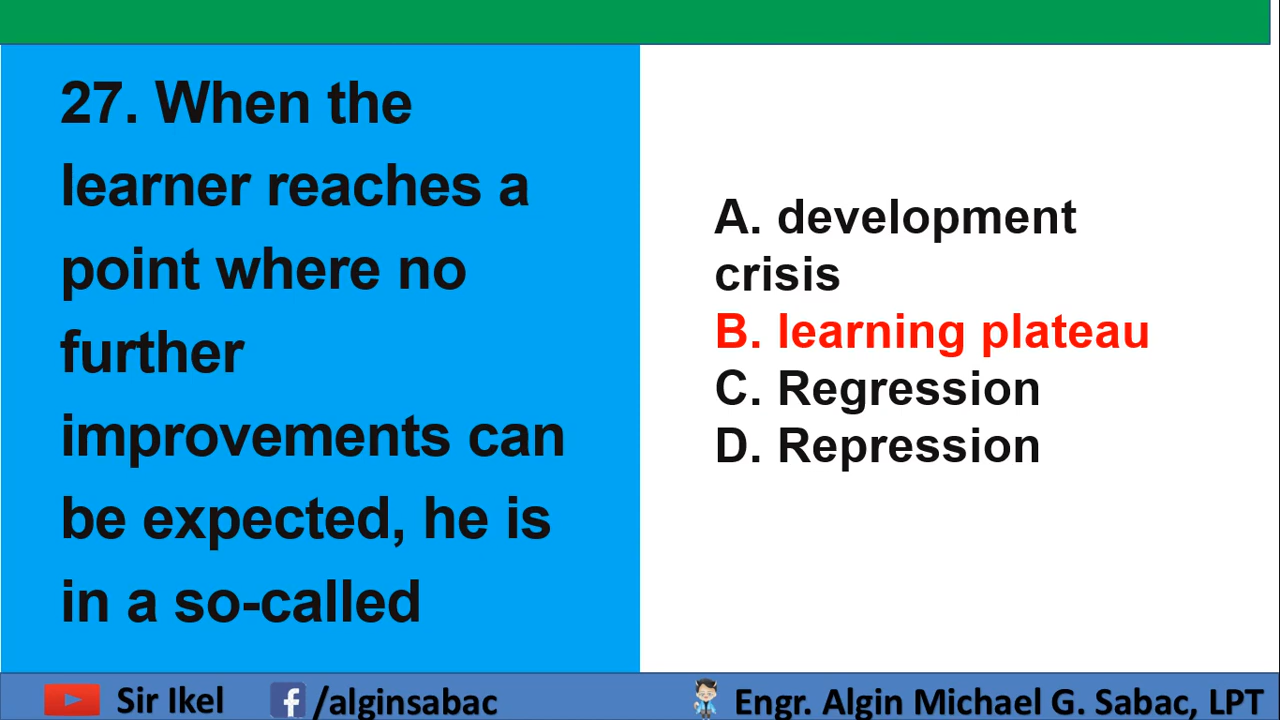 27. When the
learner reaches a
point where no
further
improvements can
be expected, he is
in a so-called
A. development
crisis
B. learning plateau
C. Regression
D. Repression
Sir Ikel
/alginsabac
Engr. Algin Michael G. Sabac, LPT